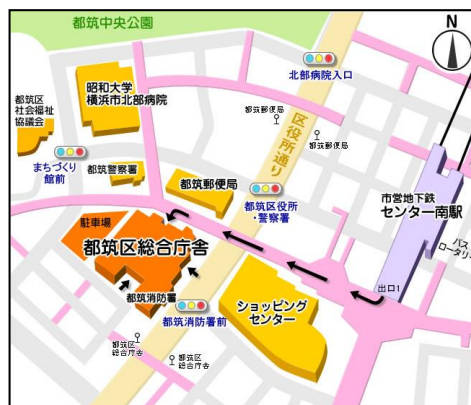 都筑中央公園
N
北部病院入口
昭和大学
横浜市北部病院
都筑区
社会福祉
協議会
都筑郵便局
区役所通り
都筑郵便局
まちづくり
館前
都筑警察署
都筑郵便局
都筑区役所
・警察署
市営地下鉄
センター南駅
バス
ロータリー
駐車場
都筑区総合庁舎
出口1
都筑消防署
都筑消防署前
ショッピング
センター
都筑区
総合庁舎
都筑区
総合庁舎